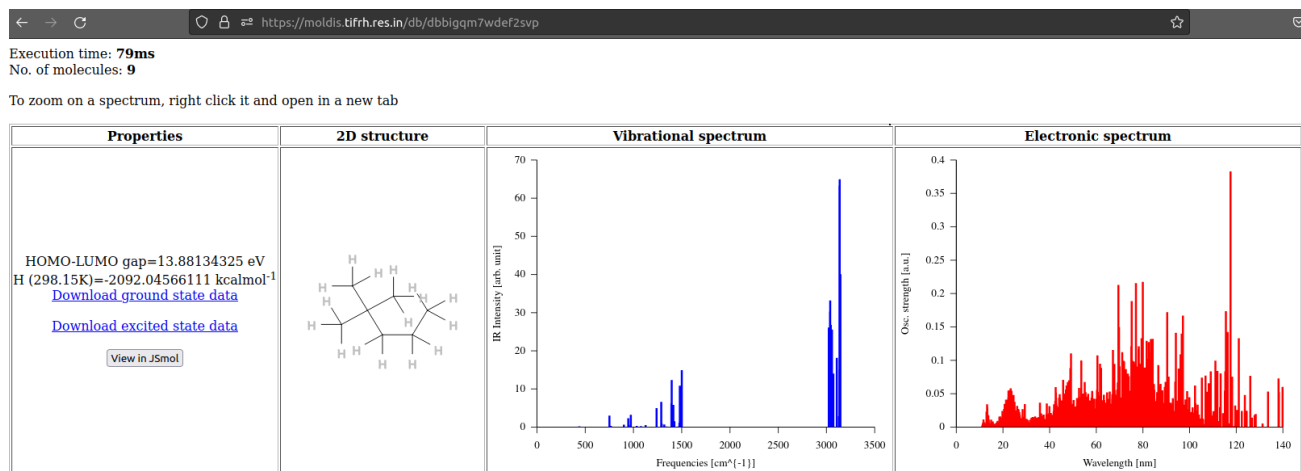 https://moldis.tifrh.res.in/db/dbbigqm7wdef2svp
Execution time: 79ms
No. of molecules: 9
To zoom on a spectrum, right click it and open in a new tab
Properties
2D structure
Vibrational spectrum
Electronic spectrum
HOMO-LUMO gap=13.88134325 eV
H (298.15K)=-2092.04566111 kcalmol-1
Download ground state data
Download excited state data
View in JSmol
H
H H H H
H H H
H H
H H H H
H H
70
60
50
40
30
20
10
0
IR Intensity [arb. unit]
0 500 1000 1500 2000 2500 3000 3500
Frequencies [cm^{-1}]
0.4
0.35
0.3
0.25
0.2
0.15
0.1
0.05
0
Osc. strength [a.u.]
0 20 40 60 80 100 120 140
Wavelength [nm]